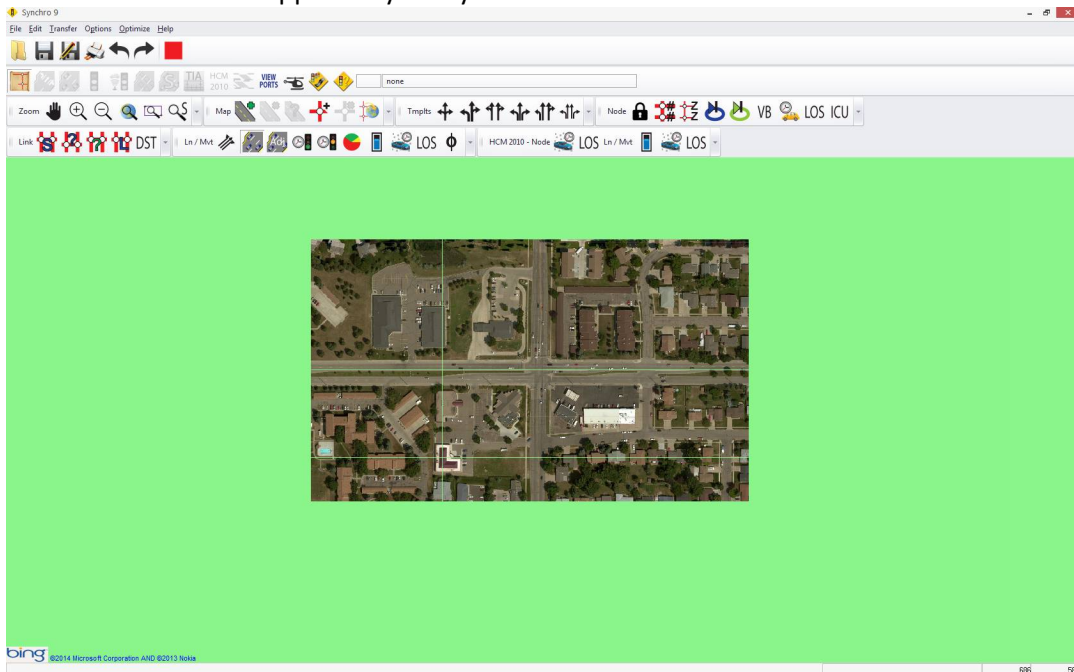 Synchro 9
File Edit Transfer Options Optimize Help
TIA HCM 2010 VIEW PORTS none
Zoom Map Tmplts Node VB LOS ICU
Link DST Ln / Mvt Adj LOS Φ HCM 2010 - Node LOS Ln / Mvt LOS
bing ©2014 Microsoft Corporation AND ©2013 Nokia
686